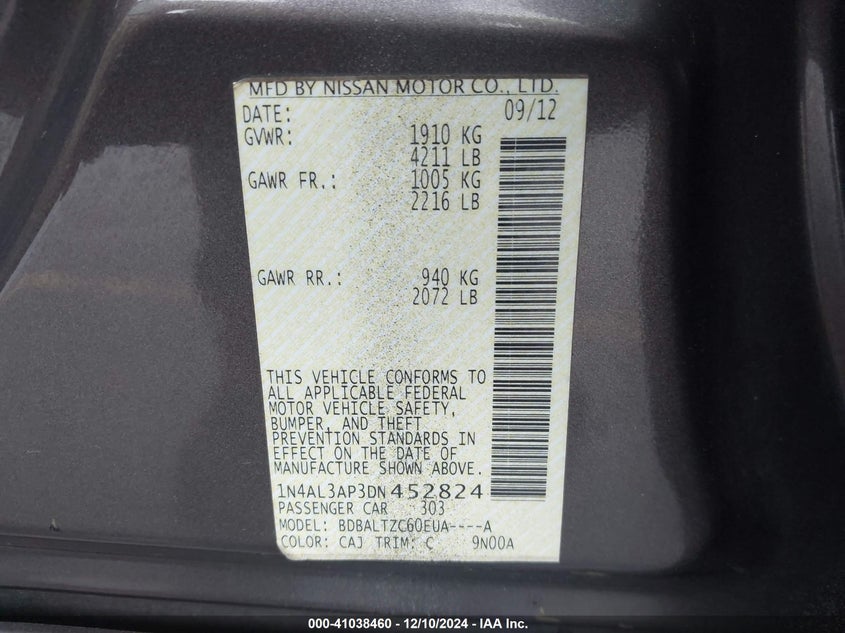 MFD BY NISSAN MOTOR CO., LTD.
DATE: 09/12
GVWR: 1910 KG
4211 LB
GAWR FR.: 1005 KG
2216 LB
GAWR RR.: 940 KG
2072 LB
THIS VEHICLE CONFORMS TO
ALL APPLICABLE FEDERAL
MOTOR VEHICLE SAFETY,
BUMPER, AND THEFT
PREVENTION STANDARDS IN
EFFECT ON THE DATE OF
MANUFACTURE SHOWN ABOVE.
1N4AL3AP3DN452824
PASSENGER CAR 303
MODEL: BDBALTZC60EUA----A
COLOR: CAJ TRIM: C 9N00A
000-41038460 - 12/10/2024 - IAA Inc.